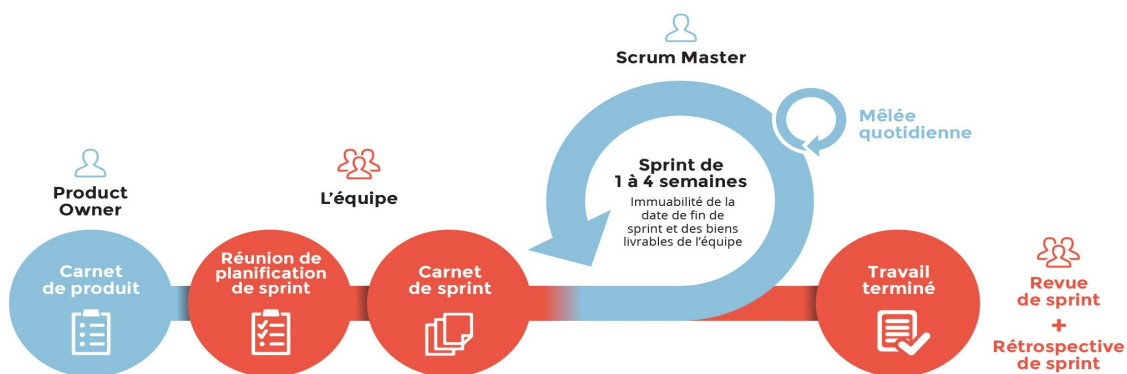 Scrum Master
Mêlée
quotidienne
Sprint de
1 à 4 semaines
Immuabilité de la
date de fin de
sprint et des biens
livrables de l’équipe
Product
Owner
L’équipe
Carnet
de produit
Réunion de
planification
de sprint
Carnet
de sprint
Travail
terminé
Revue
de sprint
+
Rétrospective
de sprint